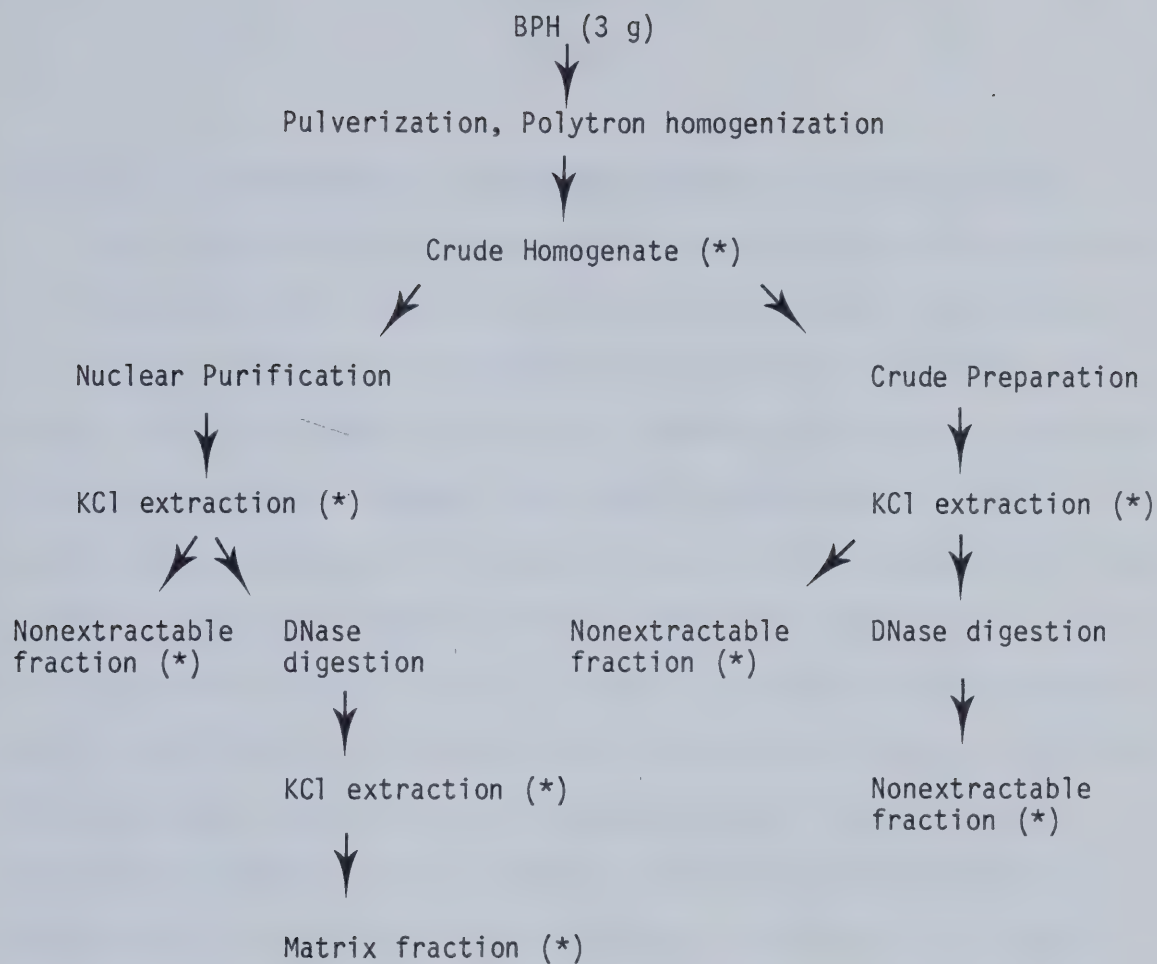 BPH (3 g)
Pulverization, Polytron homogenization
Crude Homogenate (*)
Nuclear Purification
Crude Preparation
KCl extraction (*)
KCl extraction (*)
Nonextractable
fraction (*)
DNase
digestion
Nonextractable
fraction (*)
DNase digestion
KCl extraction (*)
Nonextractable
fraction (*)
Matrix fraction (*)